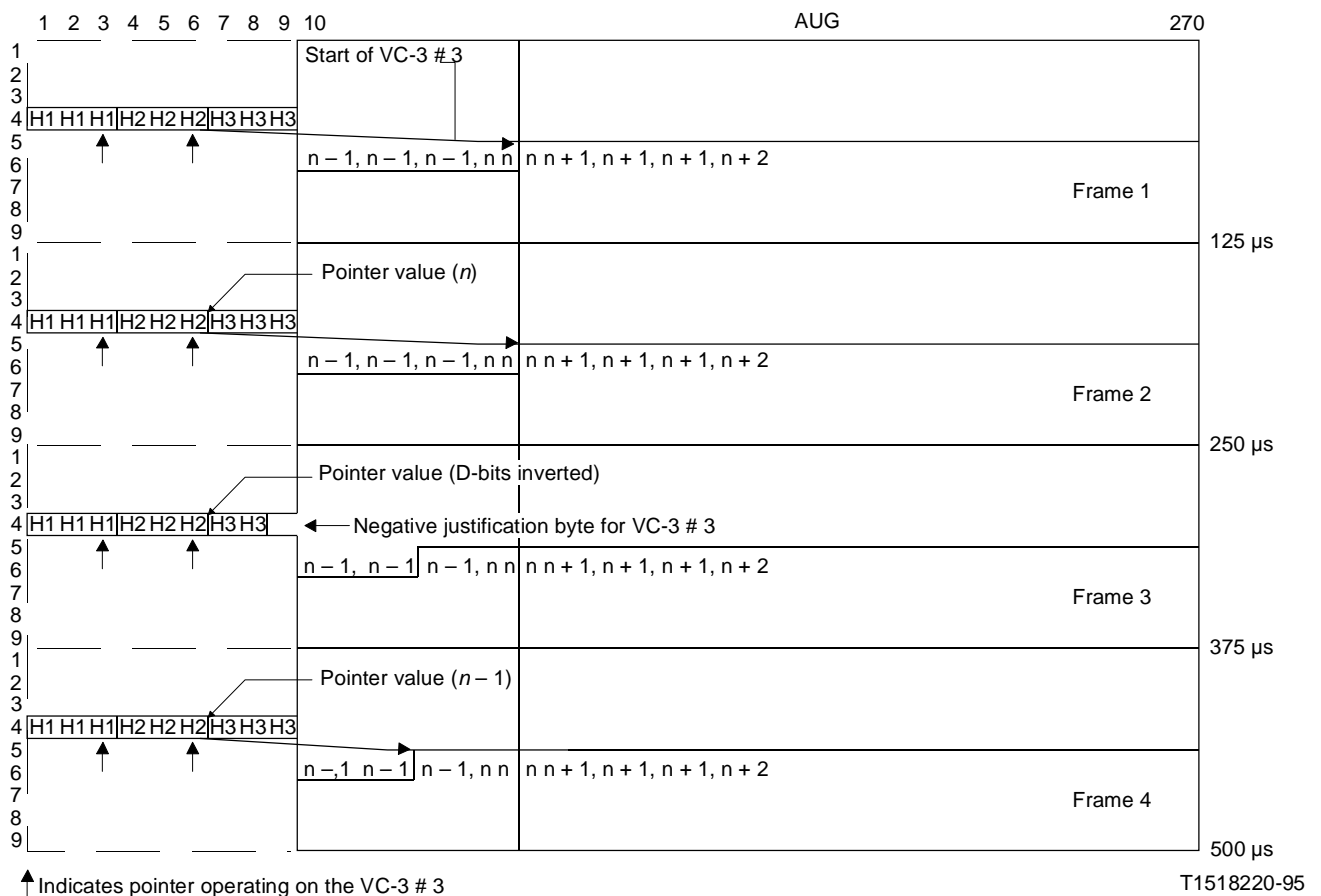 1 2 3 4 5 6 7 8 9 10 AUG 270
1
2
3
4 H1 H1 H1 H2 H2 H2 H3 H3 H3
5
6
7
8
9
Start of VC-3 # 3
n – 1, n – 1, n – 1, n n n n + 1, n + 1, n + 1, n + 2
Frame 1
125 µs
1
2
3
4 H1 H1 H1 H2 H2 H2 H3 H3 H3
5
6
7
8
9
Pointer value (n)
n – 1, n – 1, n – 1, n n n n + 1, n + 1, n + 1, n + 2
Frame 2
250 µs
1
2
3
4 H1 H1 H1 H2 H2 H2 H3 H3
5
6
7
8
9
Pointer value (D-bits inverted)
Negative justification byte for VC-3 # 3
n – 1, n – 1 n – 1, n n n n + 1, n + 1, n + 1, n + 2
Frame 3
375 µs
1
2
3
4 H1 H1 H1 H2 H2 H2 H3 H3 H3
5
6
7
8
9
Pointer value (n – 1)
n –,1 n – 1 n – 1, n n n n + 1, n + 1, n + 1, n + 2
Frame 4
500 µs
Indicates pointer operating on the VC-3 # 3
T1518220-95